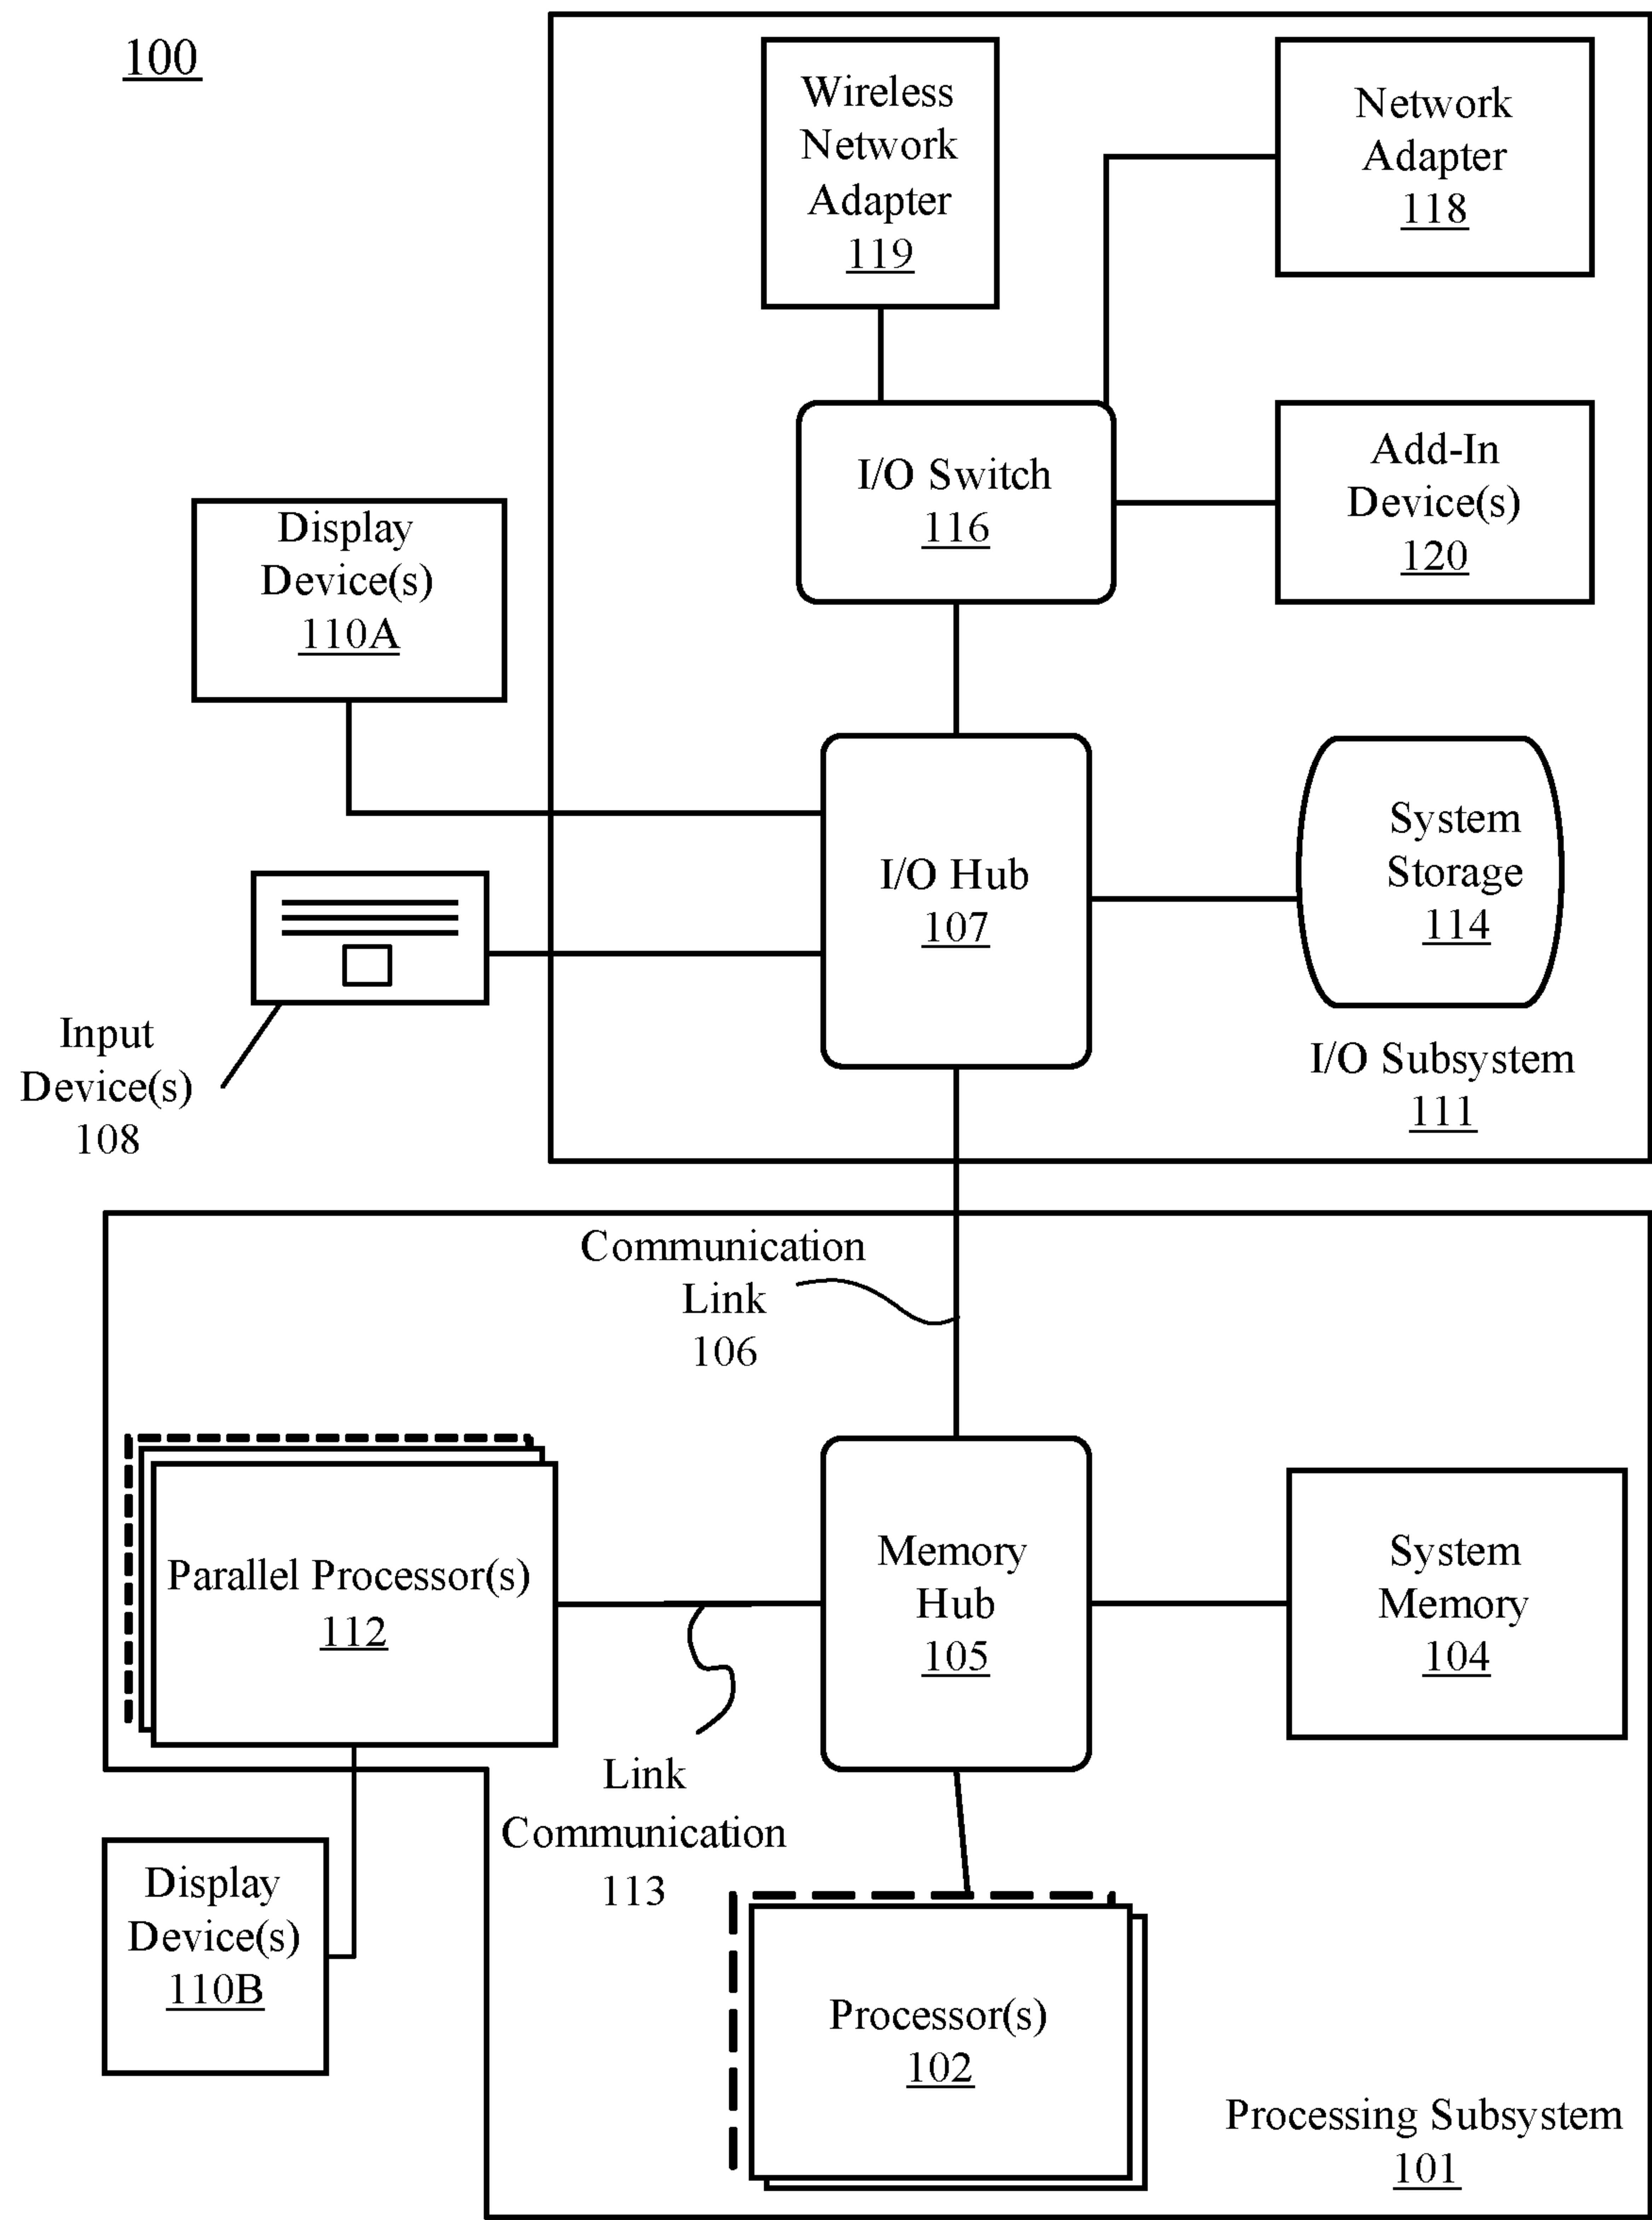 100
Wireless
Network
Adapter
119
Network
Adapter
118
I/O Switch
116
Add-In
Device(s)
120
Display
Device(s)
110A
I/O Hub
107
System
Storage
114
Input
Device(s)
108
I/O Subsystem
111
Communication
Link
106
Parallel Processor(s)
112
Memory
Hub
105
System
Memory
104
Link
Communication
113
Display
Device(s)
110B
Processor(s)
102
Processing Subsystem
101